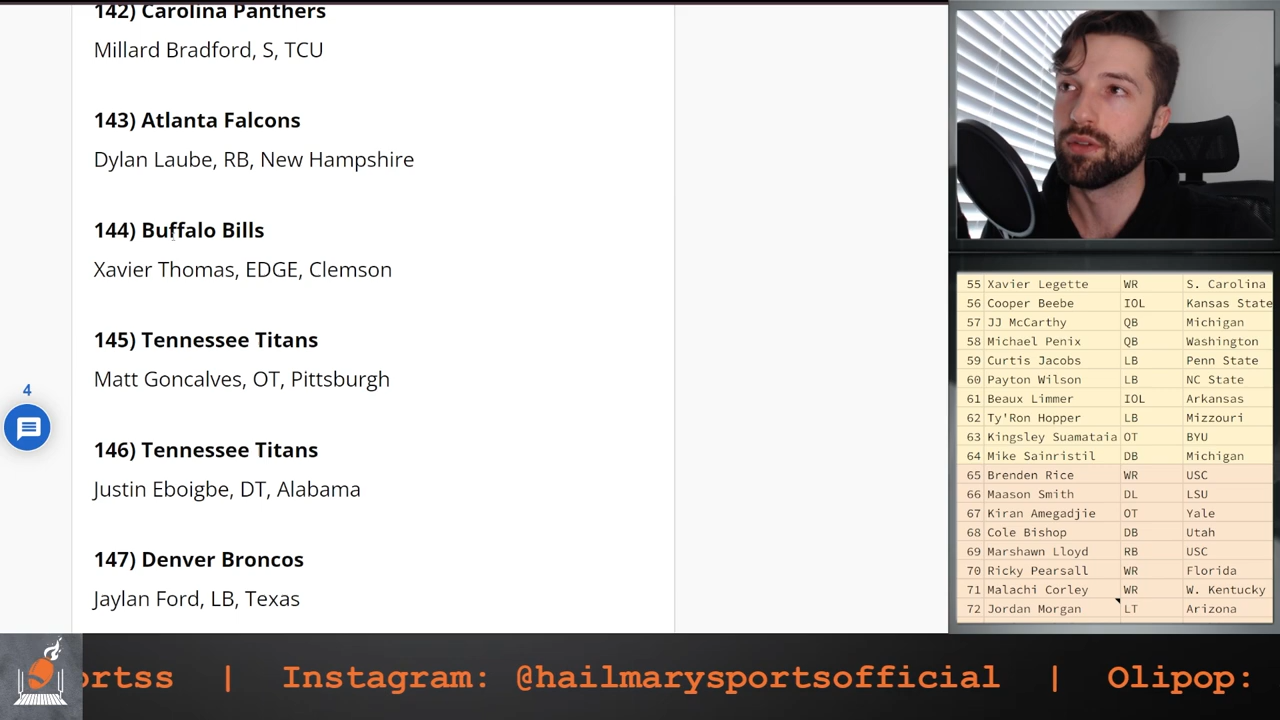 142) Carolina Panthers
Millard Bradford, S, TCU
143) Atlanta Falcons
Dylan Laube, RB, New Hampshire
144) Buffalo Bills
Xavier Thomas, EDGE, Clemson
145) Tennessee Titans
Matt Goncalves, OT, Pittsburgh
146) Tennessee Titans
Justin Eboigbe, DT, Alabama
147) Denver Broncos
Jaylan Ford, LB, Texas
4
55 Xavier Legette WR S. Carolina
56 Cooper Beebe IOL Kansas State
57 JJ McCarthy QB Michigan
58 Michael Penix QB Washington
59 Curtis Jacobs LB Penn State
60 Payton Wilson LB NC State
61 Beaux Limmer IOL Arkansas
62 Ty'Ron Hopper LB Mizzouri
63 Kingsley Suamataia OT BYU
64 Mike Sainristil DB Michigan
65 Brenden Rice WR USC
66 Maason Smith DL LSU
67 Kiran Amegadjie OT Yale
68 Cole Bishop DB Utah
69 Marshawn Lloyd RB USC
70 Ricky Pearsall WR Florida
71 Malachi Corley WR W. Kentucky
72 Jordan Morgan LT Arizona
ortss | Instagram: @hailmarysportsofficial | Olipop: